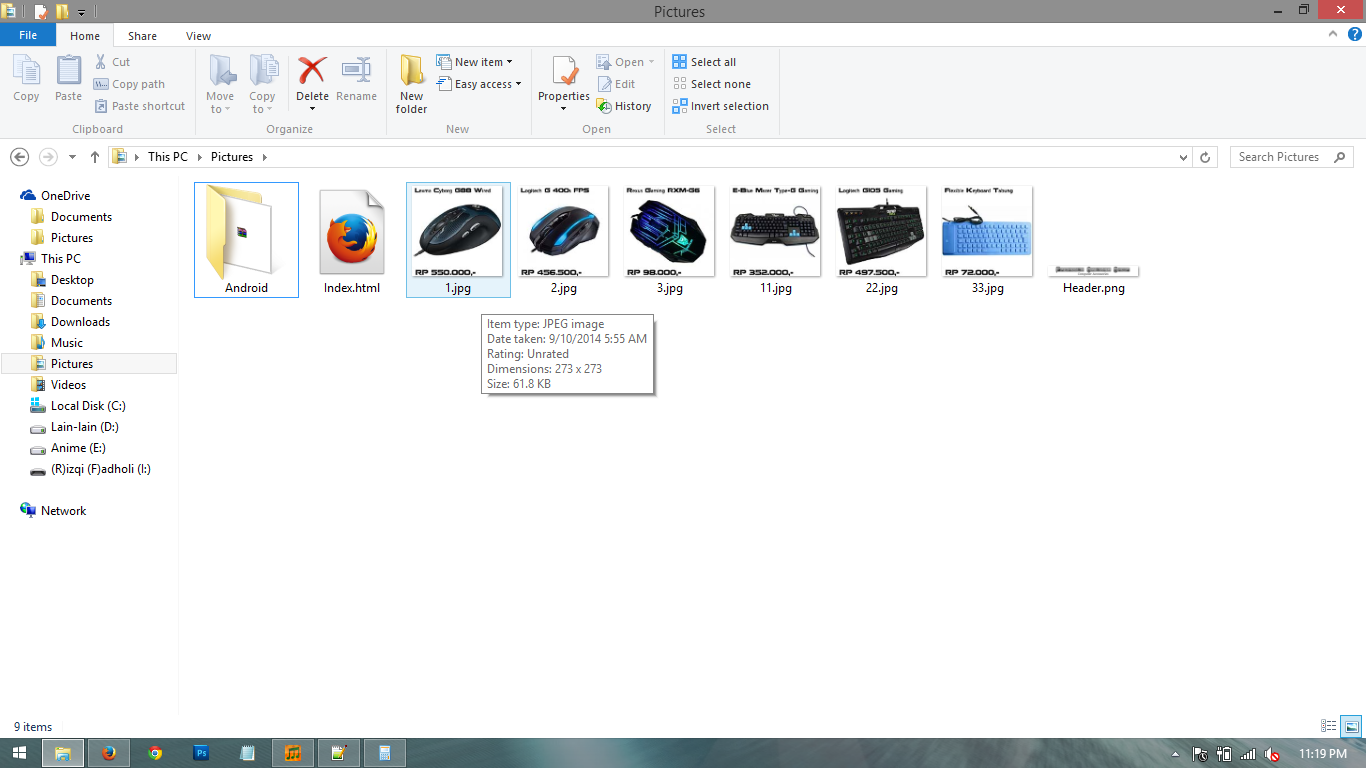 Pictures
File
Home
Share
View
Copy
Paste
Cut
Copy path
Paste shortcut
Clipboard
Move to
Copy to
Delete
Rename
Organize
New folder
New item
Easy access
New
Properties
Open
Edit
History
Open
Select all
Select none
Invert selection
Select
This PC
Pictures
Search Pictures
OneDrive
Documents
Pictures
This PC
Desktop
Documents
Downloads
Music
Pictures
Videos
Local Disk (C:)
Lain-lain (D:)
Anime (E:)
(R)izqi (F)adholi (I:)
Network
Android
Index.html
Cyborg G88 Wired
RP 550.000,-
1.jpg
Logitech G 400s FPS
RP 456.500,-
2.jpg
Rexus Gaming RXM-G6
RP 98.000,-
3.jpg
E-Blue Type-G Gaming
RP 352.000,-
11.jpg
Logitech G105 Gaming
RP 497.500,-
22.jpg
Flexible Keyboard
RP 72.000,-
33.jpg
Header.png
Item type: JPEG image
Date taken: 9/10/2014 5:55 AM
Rating: Unrated
Dimensions: 273 x 273
Size: 61.8 KB
9 items
Ps
11:19 PM